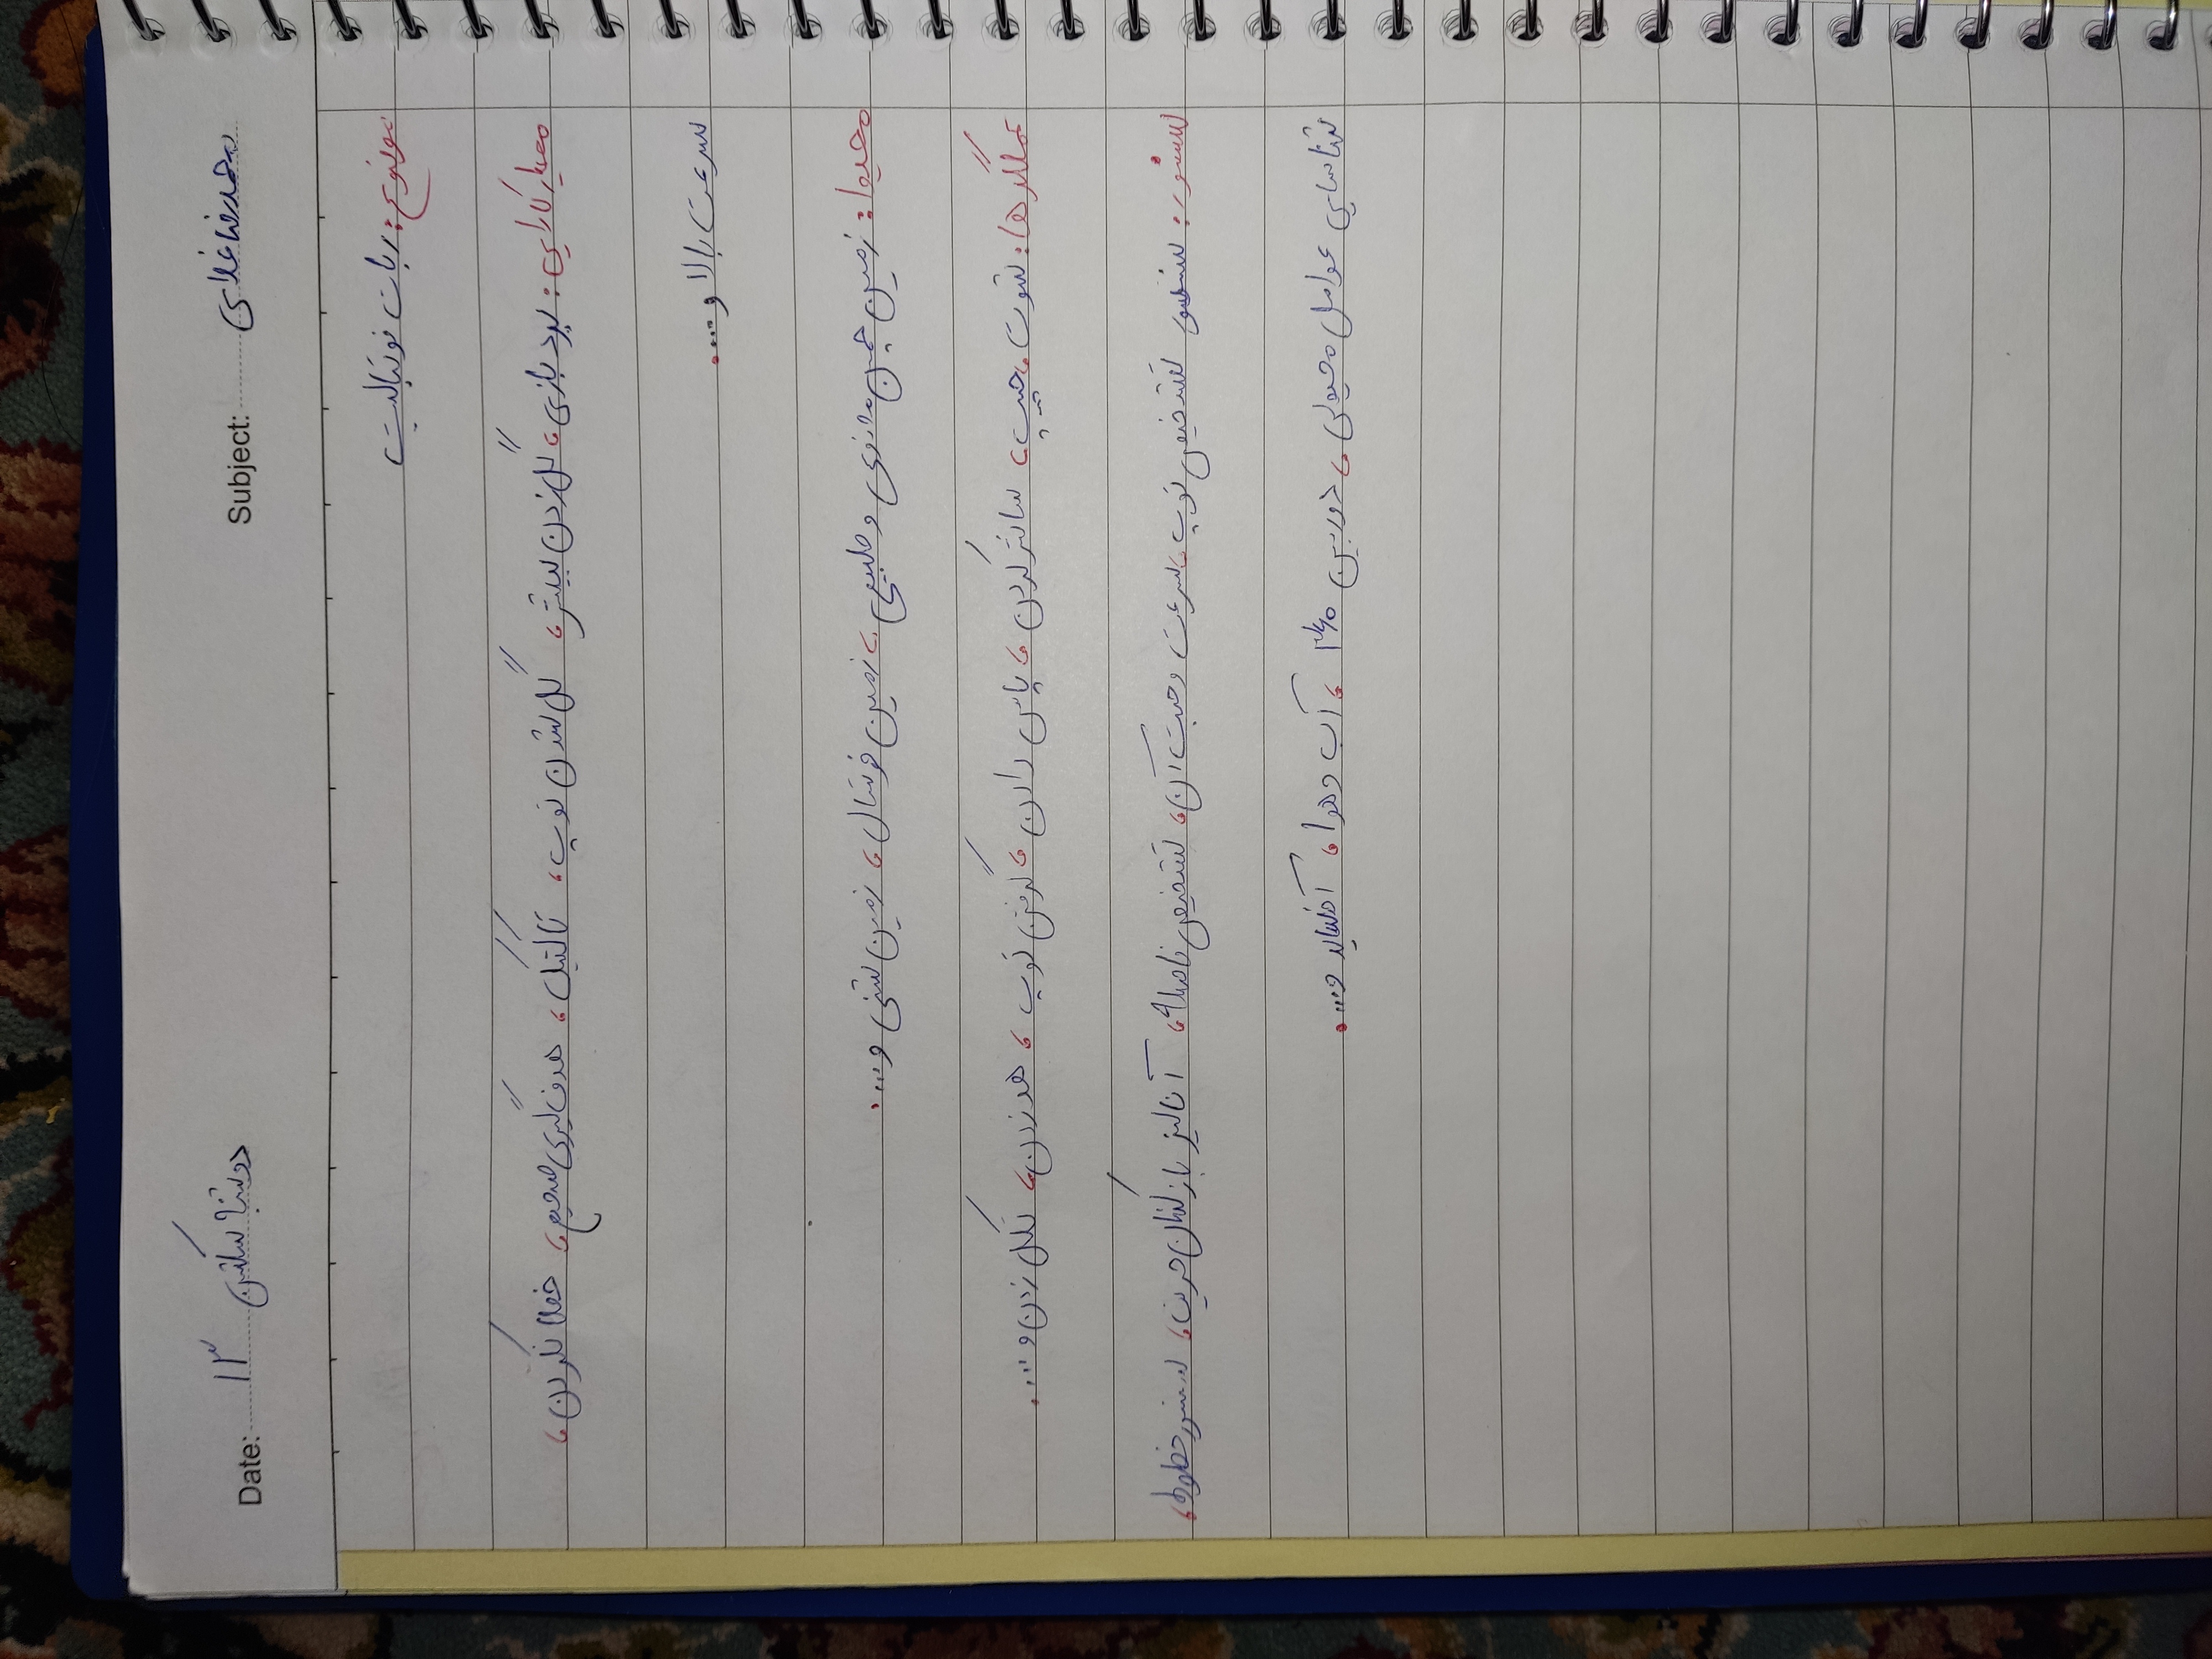 Subject: محمدرضا غلامی
Date: دوشنبه سکشن ۱۳
موضوع: ربات فوتبالیست
معیار کارایی: برد بازی، گل زدن بیشتر، گل شدن توپ، تاکتیک، هدف گیری صحیح، خطا نکردن،
سرعت بالا و ....
محیط: زمین چمن مصنوعی و طبیعی، زمین فوتسال، زمین شنی و ....
عملگرها: شوت، چیپ، سانتر کردن، پاس دادن، گرفتن توپ، هد زدن، تکل زدن و ....
سنسور: سنسور تشخیص توپ، سرعت و جهت آن، تشخیص فاصله، آنالیز بازیکنان حریف، سنسور خطوط،
شناسایی عوامل محیطی، دوربین ۳۶۰، آب و هوا، آفساید و ....